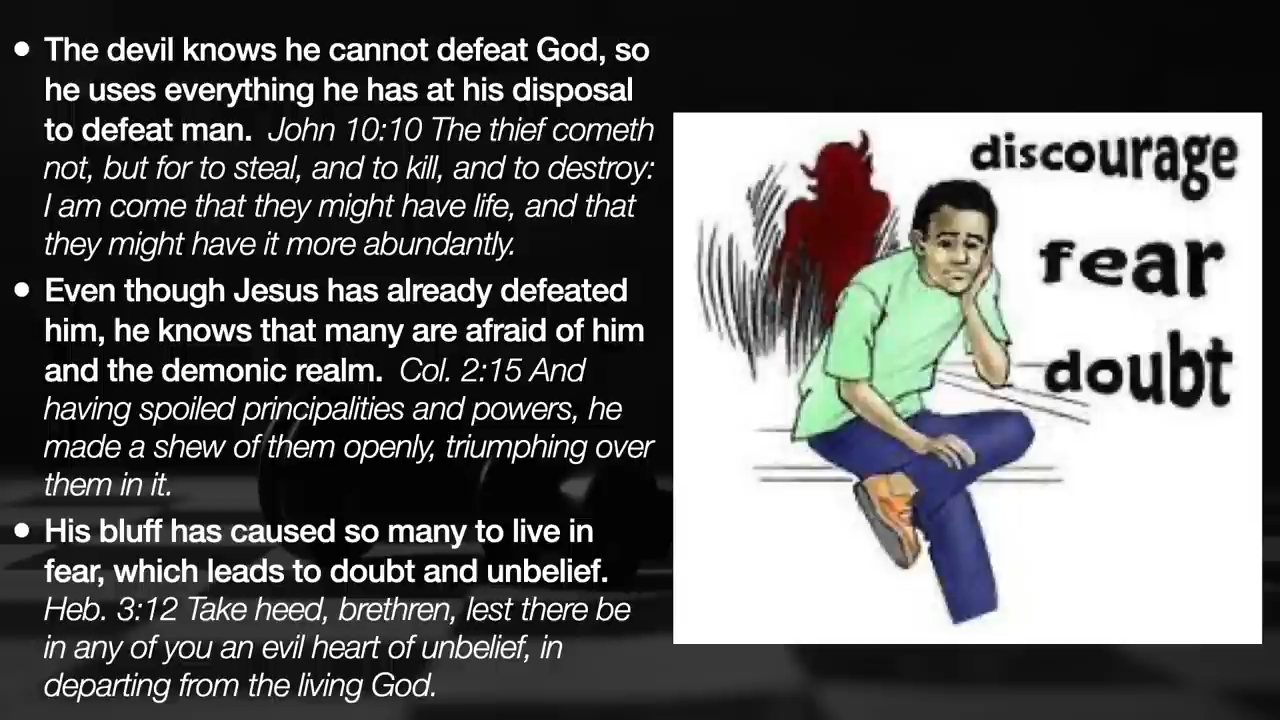 • The devil knows he cannot defeat God, so
he uses everything he has at his disposal
to defeat man. John 10:10 The thief cometh
not, but for to steal, and to kill, and to destroy:
I am come that they might have life, and that
they might have it more abundantly.
• Even though Jesus has already defeated
him, he knows that many are afraid of him
and the demonic realm. Col. 2:15 And
having spoiled principalities and powers, he
made a shew of them openly, triumphing over
them in it.
• His bluff has caused so many to live in
fear, which leads to doubt and unbelief.
Heb. 3:12 Take heed, brethren, lest there be
in any of you an evil heart of unbelief, in
departing from the living God.
discourage
fear
doubt